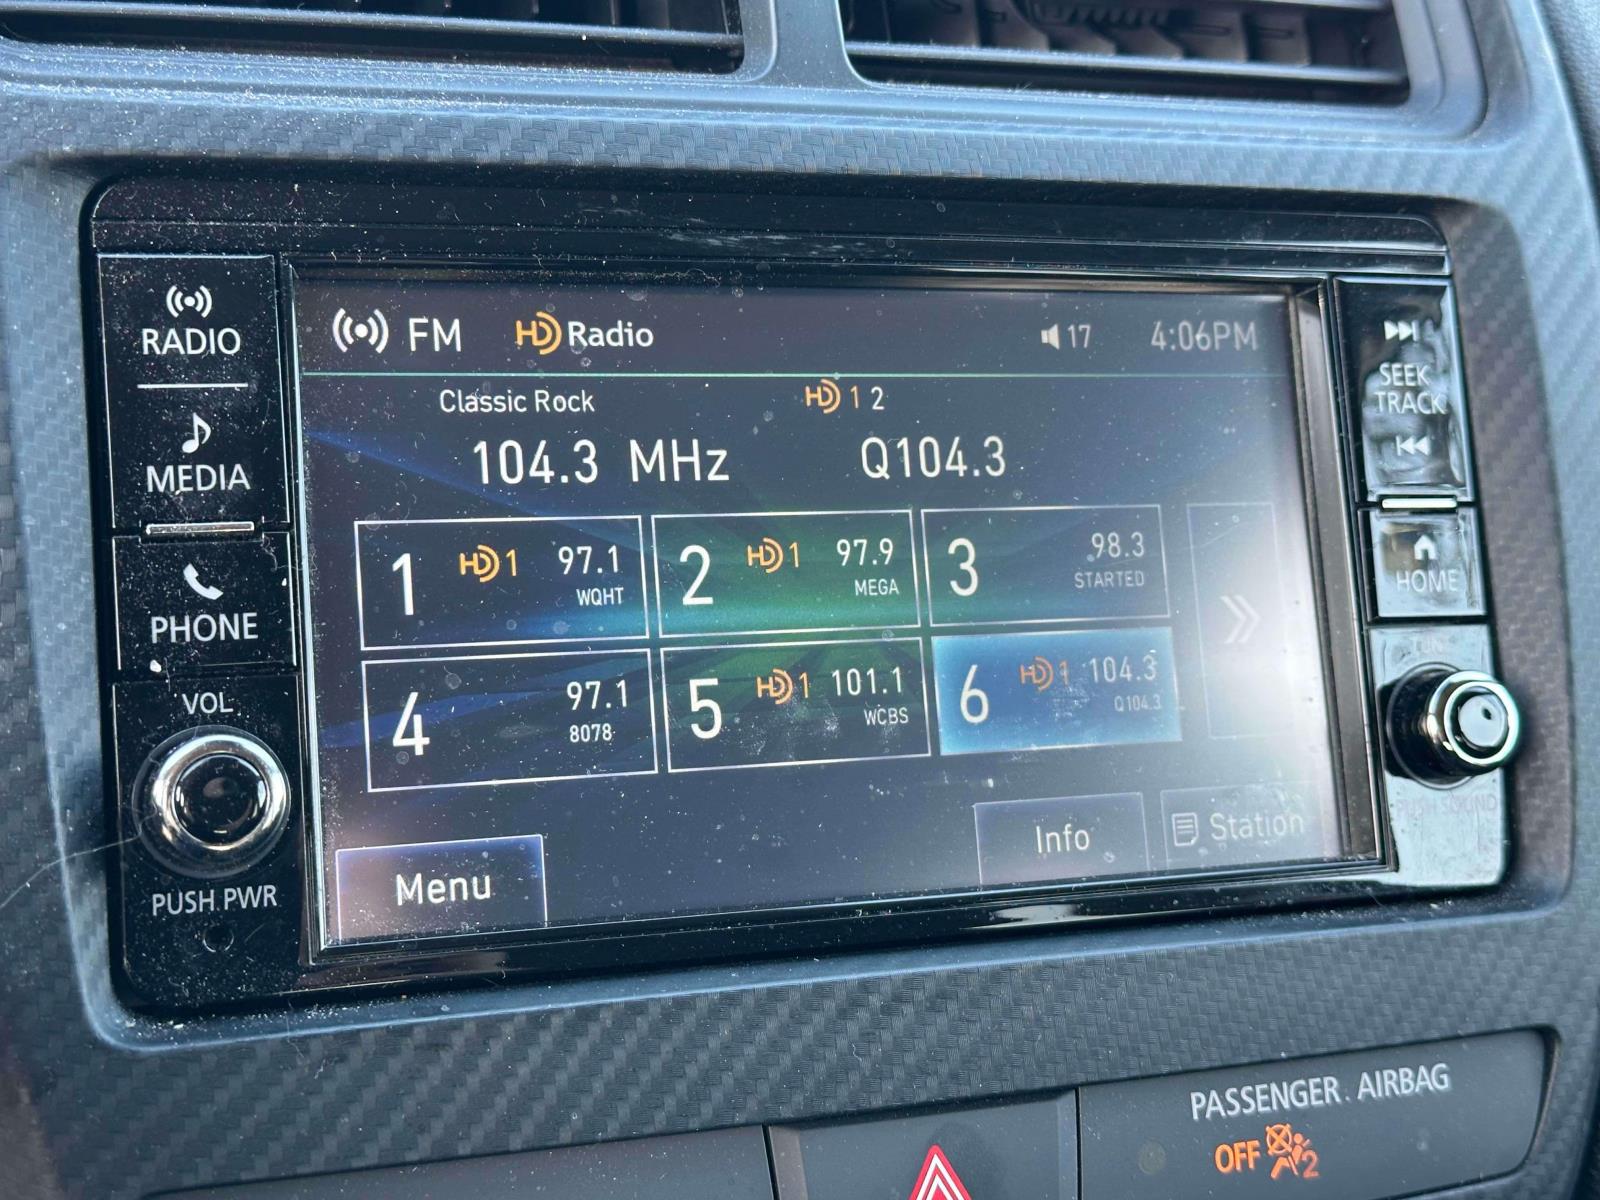 RADIO
MEDIA
PHONE
VOL
PUSH PWR
FM HD Radio 17 4:06PM
Classic Rock HD 1 2
104.3 MHz Q104.3
1 HD 1 97.1
WQHT
2 HD 1 97.9
MEGA
3 98.3
STARTED
4 97.1
8078
5 HD 1 101.1
WCBS
6 HD 1 104.3
Q104.3
Menu
Info
Station
SEEK
TRACK
HOME
PUSH SOUND
PASSENGER AIRBAG
OFF 2